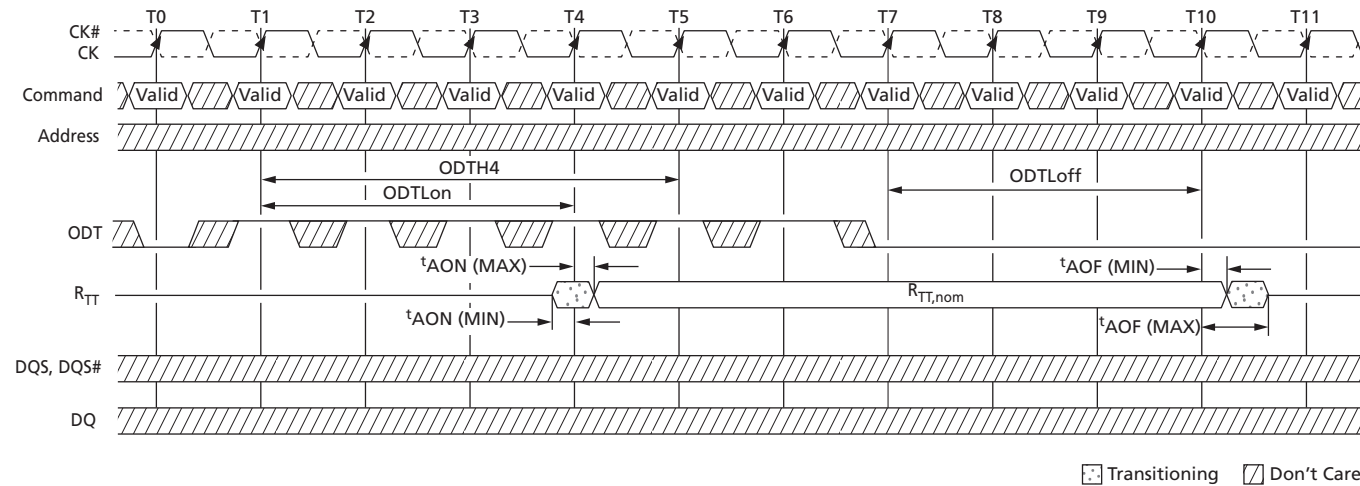 T0 T1 T2 T3 T4 T5 T6 T7 T8 T9 T10 T11
CK#
CK
Command Valid Valid Valid Valid Valid Valid Valid Valid Valid Valid Valid Valid
Address
ODTH4
ODTLoff
ODTLon
ODT
tAON (MAX) tAOF (MIN)
RTT RTT,nom
tAON (MIN) tAOF (MAX)
DQS, DQS#
DQ
Transitioning Don't Care